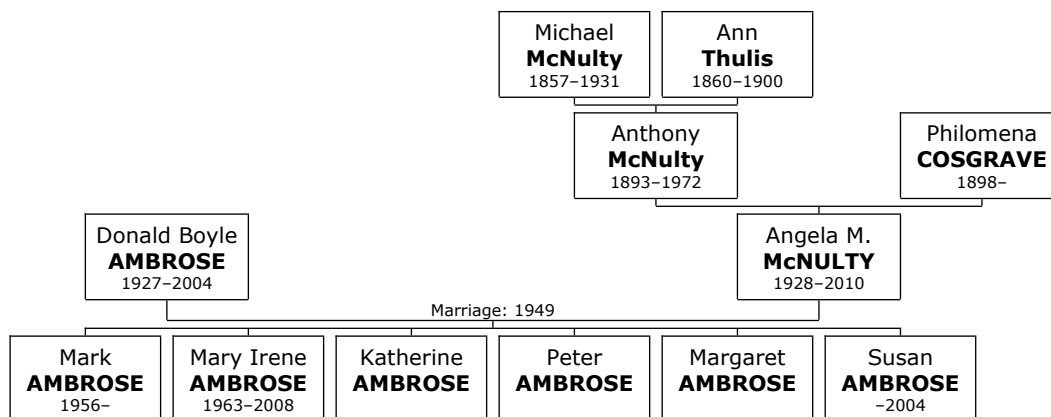 Michael
McNulty
1857–1931
Ann
Thulis
1860–1900
Anthony
McNulty
1893–1972
Philomena
COSGRAVE
1898–
Donald Boyle
AMBROSE
1927–2004
Angela M.
McNULTY
1928–2010
Marriage: 1949
Mark
AMBROSE
1956–
Mary Irene
AMBROSE
1963–2008
Katherine
AMBROSE
Peter
AMBROSE
Margaret
AMBROSE
Susan
AMBROSE
–2004